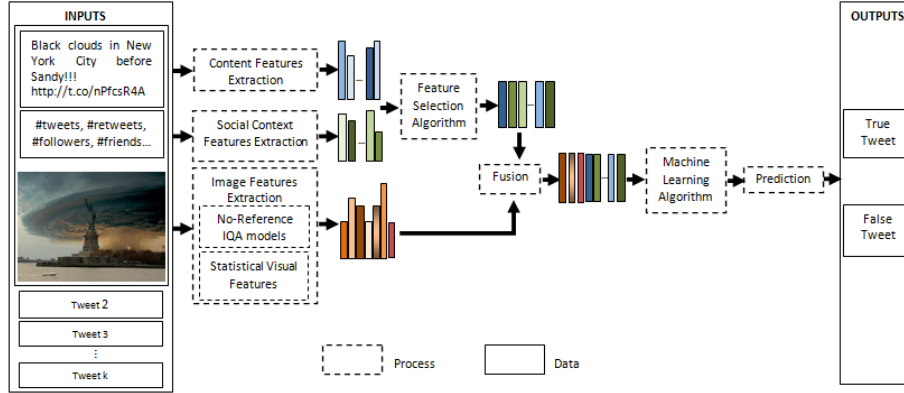 INPUTS
Black clouds in New
York City before
Sandy!!!
http://t.co/nPfcsR4A
#tweets, #retweets,
#followers, #friends...
Tweet 2
Tweet 3
⋮
Tweet k
Content Features
Extraction
Social Context
Features Extraction
Image Features
Extraction
No-Reference
IQA models
Statistical Visual
Features
...
...
Feature
Selection
Algorithm
...
Fusion
...
Machine
Learning
Algorithm
Prediction
OUTPUTS
True
Tweet
False
Tweet
Process
Data